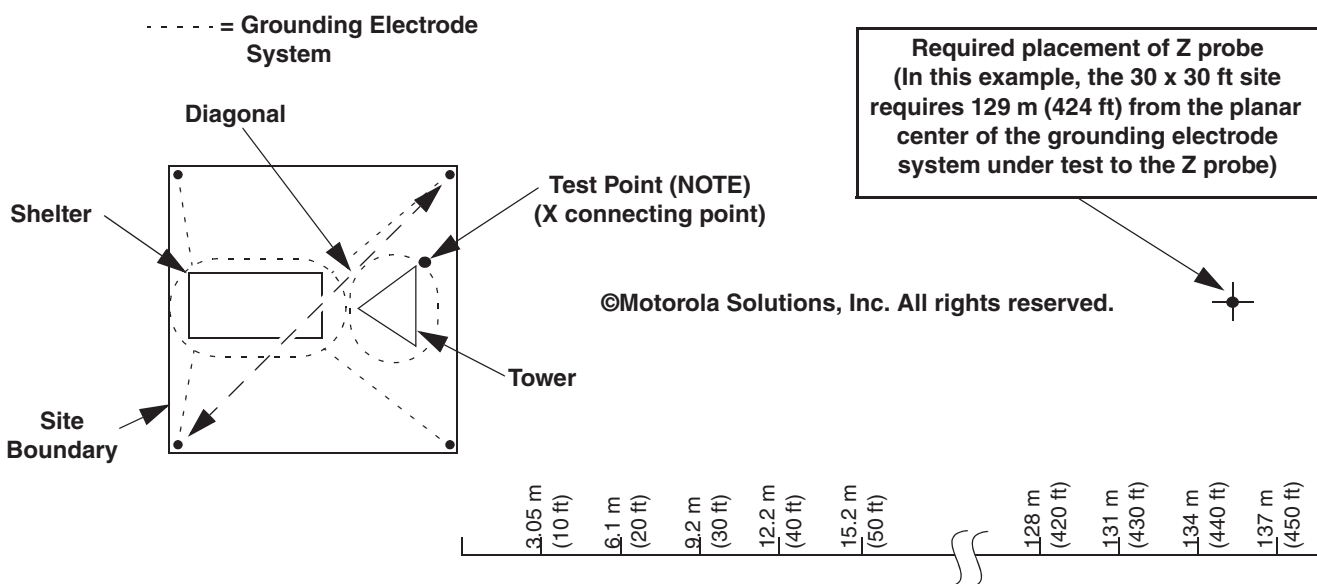 - - - - - = Grounding Electrode
System
Diagonal
Shelter
Test Point (NOTE)
(X connecting point)
Required placement of Z probe
(In this example, the 30 x 30 ft site
requires 129 m (424 ft) from the planar
center of the grounding electrode
system under test to the Z probe)
©Motorola Solutions, Inc. All rights reserved.
Tower
Site
Boundary
3.05 m
(10 ft)
6.1 m
(20 ft)
9.2 m
(30 ft)
12.2 m
(40 ft)
15.2 m
(50 ft)
128 m
(420 ft)
131 m
(430 ft)
134 m
(440 ft)
137 m
(450 ft)